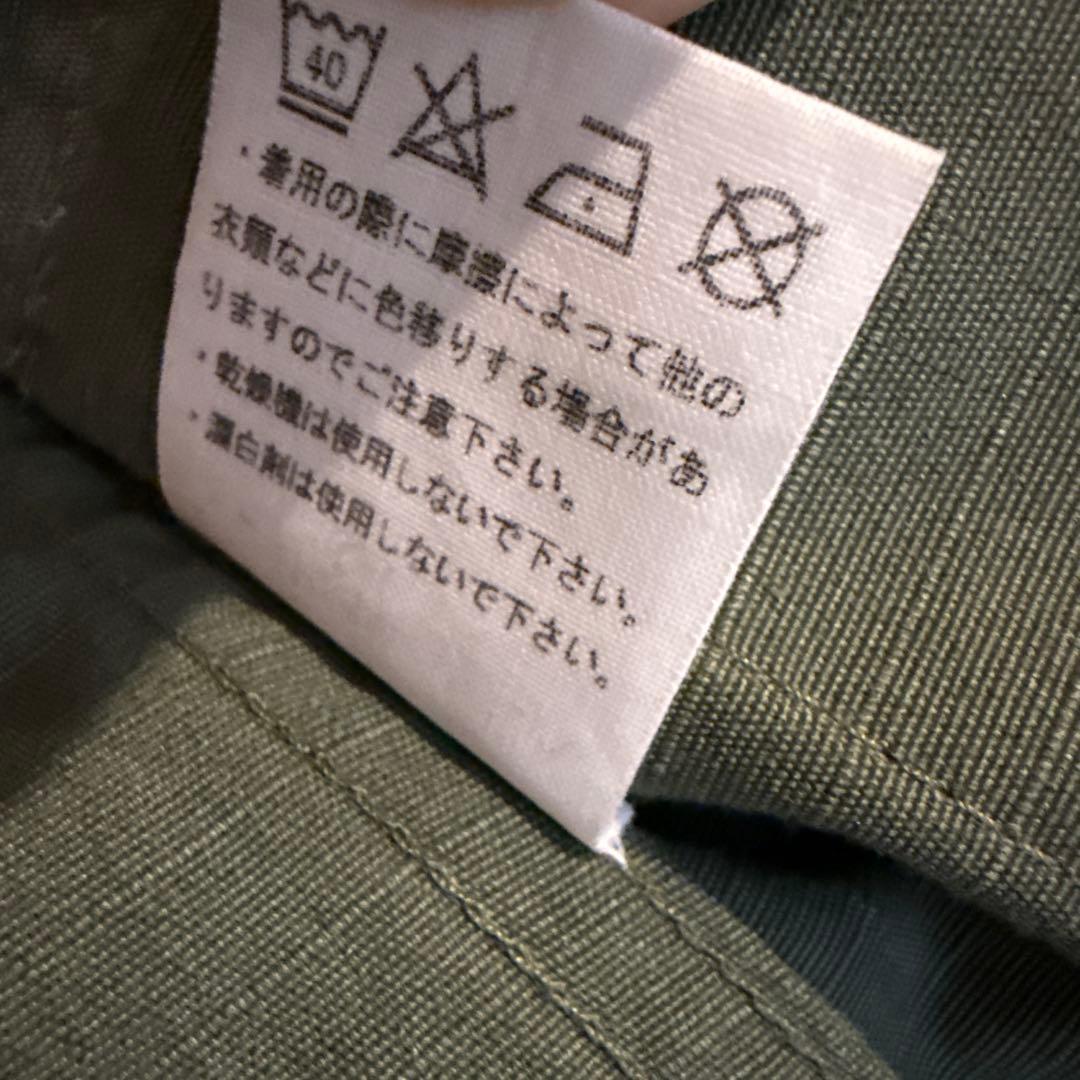 40
・着用の際に摩擦によって他の
衣類などに色移りする場合があ
りますのでご注意下さい。
・乾燥機は使用しないで下さい。
・漂白剤は使用しないで下さい。